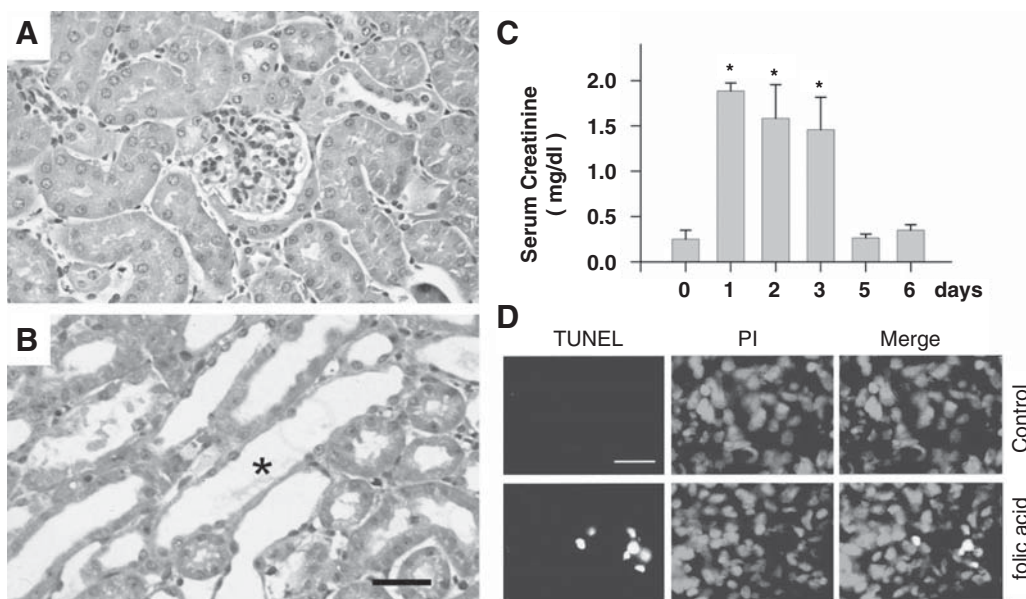 A
B
*
C
Serum Creatinine
( mg/dl )
2.0
1.5
1.0
0.5
0.0
* * *
0 1 2 3 5 6 days
D
TUNEL PI Merge
Control
folic acid